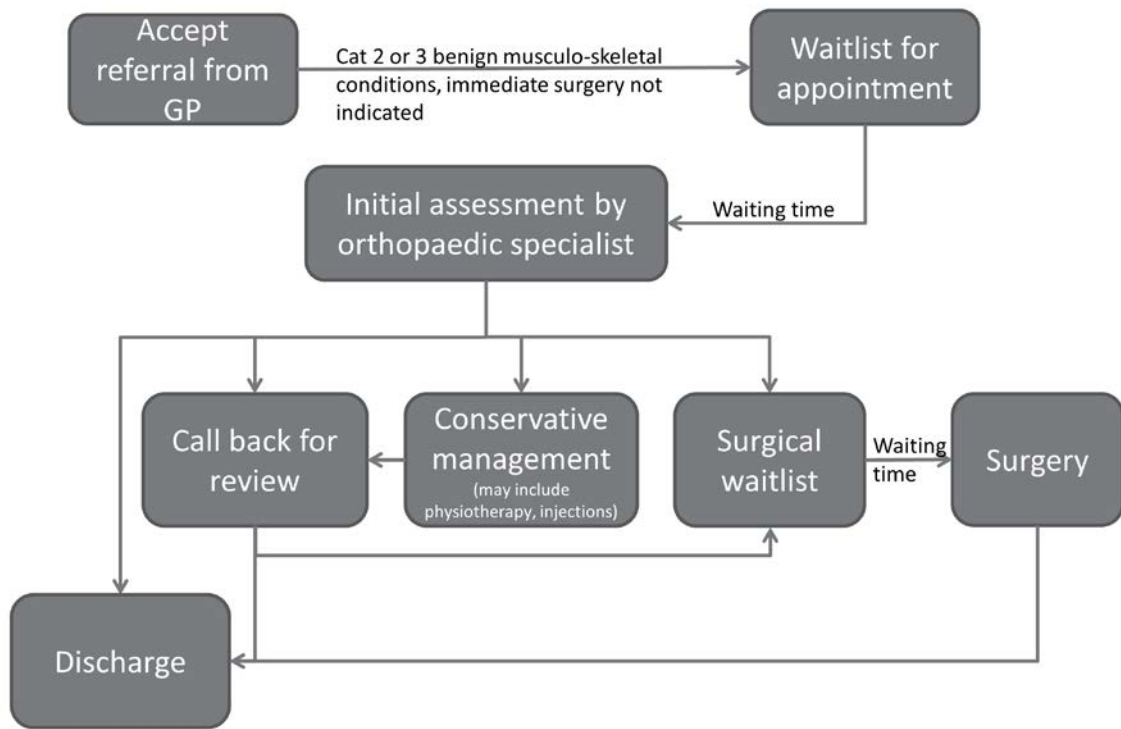 Accept
referral from
GP
Cat 2 or 3 benign musculo-skeletal
conditions, immediate surgery not
indicated
Waitlist for
appointment
Initial assessment by
orthopaedic specialist
Waiting time
Call back for
review
Conservative
management
(may include
physiotherapy, injections)
Surgical
waitlist
Waiting
time
Surgery
Discharge